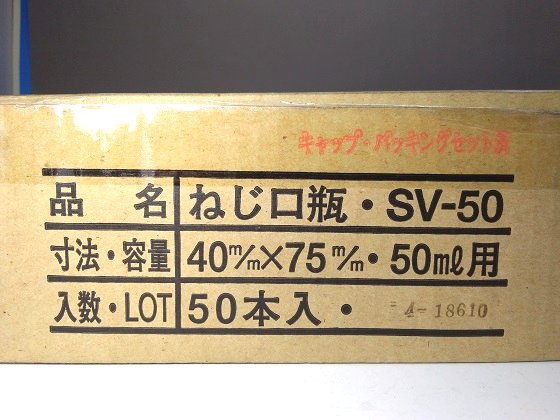 キャップ・パッキングセット済
品 名 ねじ口瓶・SV-50
寸法・容量 40m/m×75m/m・50mℓ用
入数・LOT 50本入・ 4-18610